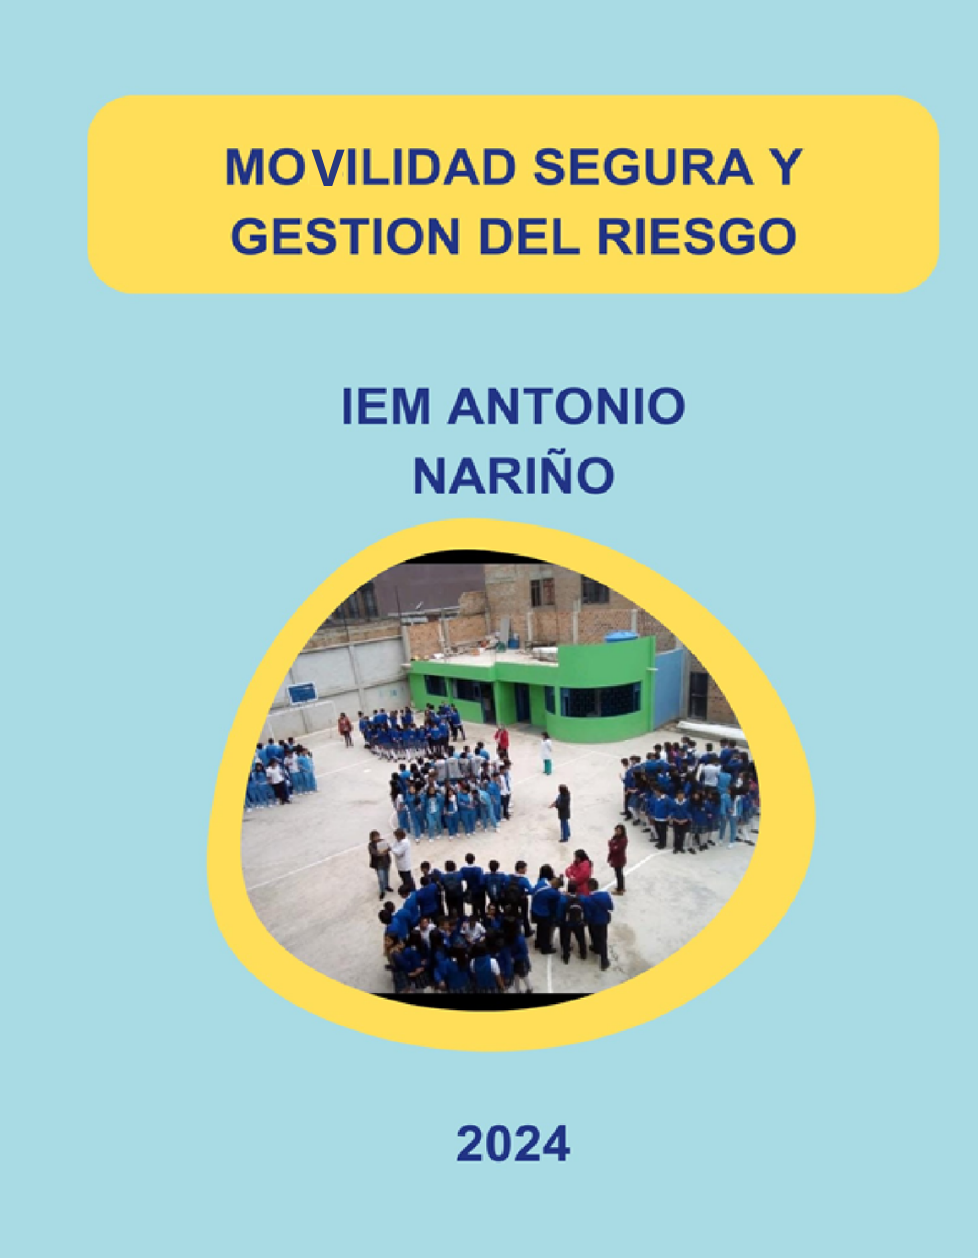 MOVILIDAD SEGURA Y
GESTION DEL RIESGO
IEM ANTONIO
NARIÑO
2024